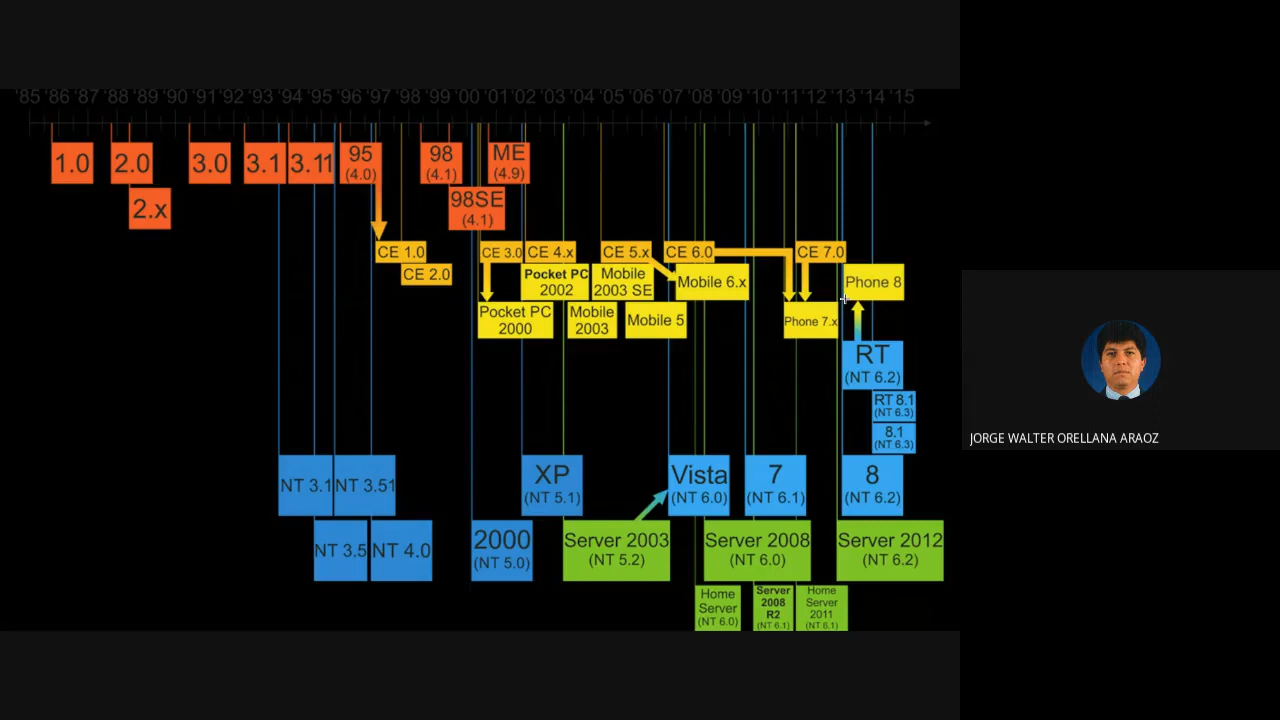 '85 '86 '87 '88 '89 '90 '91 '92 '93 '94 '95 '96 '97 '98 '99 '00 '01 '02 '03 '04 '05 '06 '07 '08 '09 '10 '11 '12 '13 '14 '15
1.0
2.0
3.0
3.1
3.11
95
(4.0)
98
(4.1)
ME
(4.9)
2.x
98SE
(4.1)
CE 1.0
CE 3.0
CE 4.x
CE 5.x
CE 6.0
CE 7.0
CE 2.0
Pocket PC
2002
Mobile
2003 SE
Mobile 6.x
Phone 8
Pocket PC
2000
Mobile
2003
Mobile 5
Phone 7.x
RT
(NT 6.2)
RT 8.1
(NT 6.3)
8.1
(NT 6.3)
JORGE WALTER ORELLANA ARAOZ
NT 3.1
NT 3.51
XP
(NT 5.1)
Vista
(NT 6.0)
7
(NT 6.1)
8
(NT 6.2)
NT 3.5
NT 4.0
2000
(NT 5.0)
Server 2003
(NT 5.2)
Server 2008
(NT 6.0)
Server 2012
(NT 6.2)
Home
Server
(NT 6.0)
Server
2008
R2
(NT 6.1)
Home
Server
2011
(NT 6.1)